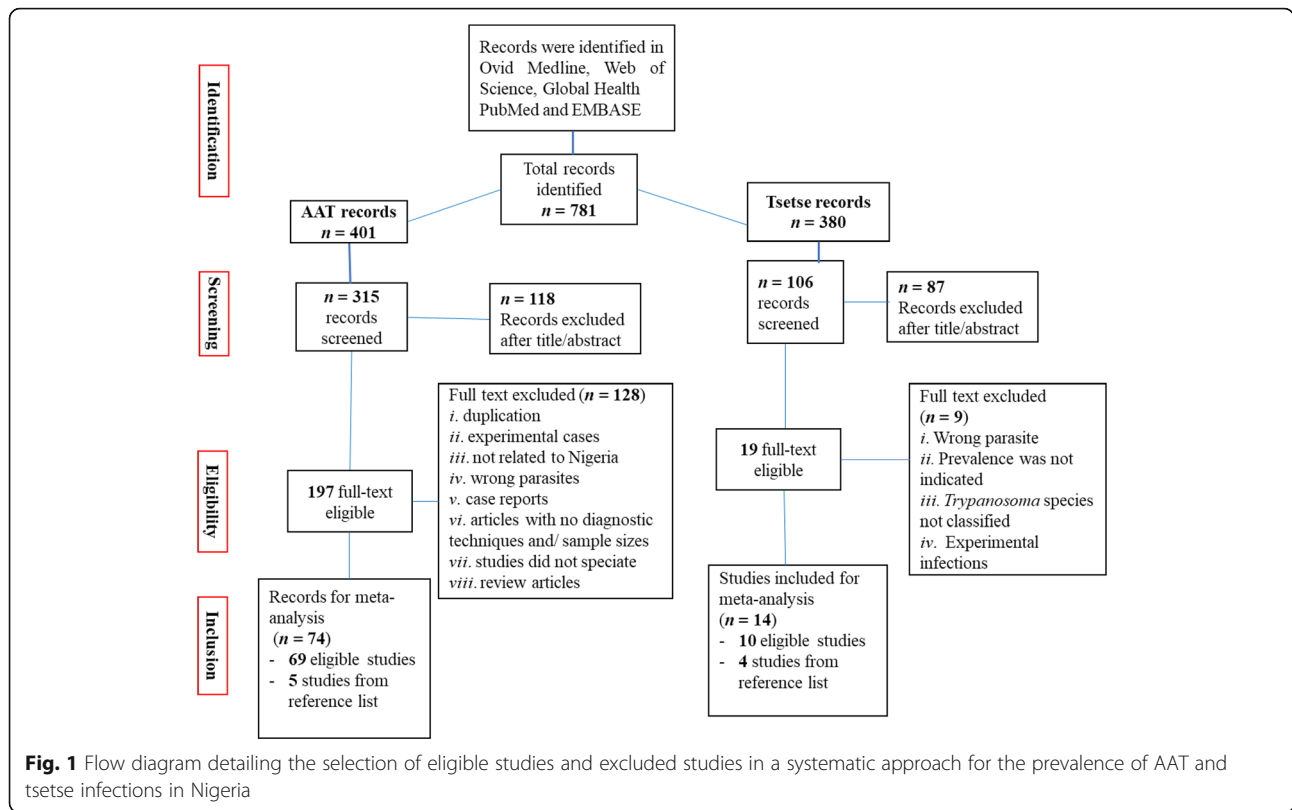 Identification
Records were identified in
Ovid Medline, Web of
Science, Global Health
PubMed and EMBASE
Total records
identified
n = 781
AAT records
n = 401
Tsetse records
n = 380
Screening
n = 315
records
screened
n = 118
Records excluded
after title/abstract
n = 106
records
screened
n = 87
Records excluded
after title/abstract
Eligibility
197 full-text
eligible
Full text excluded (n = 128)
i. duplication
ii. experimental cases
iii. not related to Nigeria
iv. wrong parasites
v. case reports
vi. articles with no diagnostic
techniques and/ sample sizes
vii. studies did not speciate
viii. review articles
19 full-text
eligible
Full text excluded
(n = 9)
i. Wrong parasite
ii. Prevalence was not
indicated
iii. Trypanosoma species
not classified
iv. Experimental
infections
Inclusion
Records for meta-
analysis
(n = 74)
- 69 eligible studies
- 5 studies from
reference list
Studies included for
meta-analysis
(n = 14)
- 10 eligible studies
- 4 studies from
reference list
Fig. 1 Flow diagram detailing the selection of eligible studies and excluded studies in a systematic approach for the prevalence of AAT and
tsetse infections in Nigeria